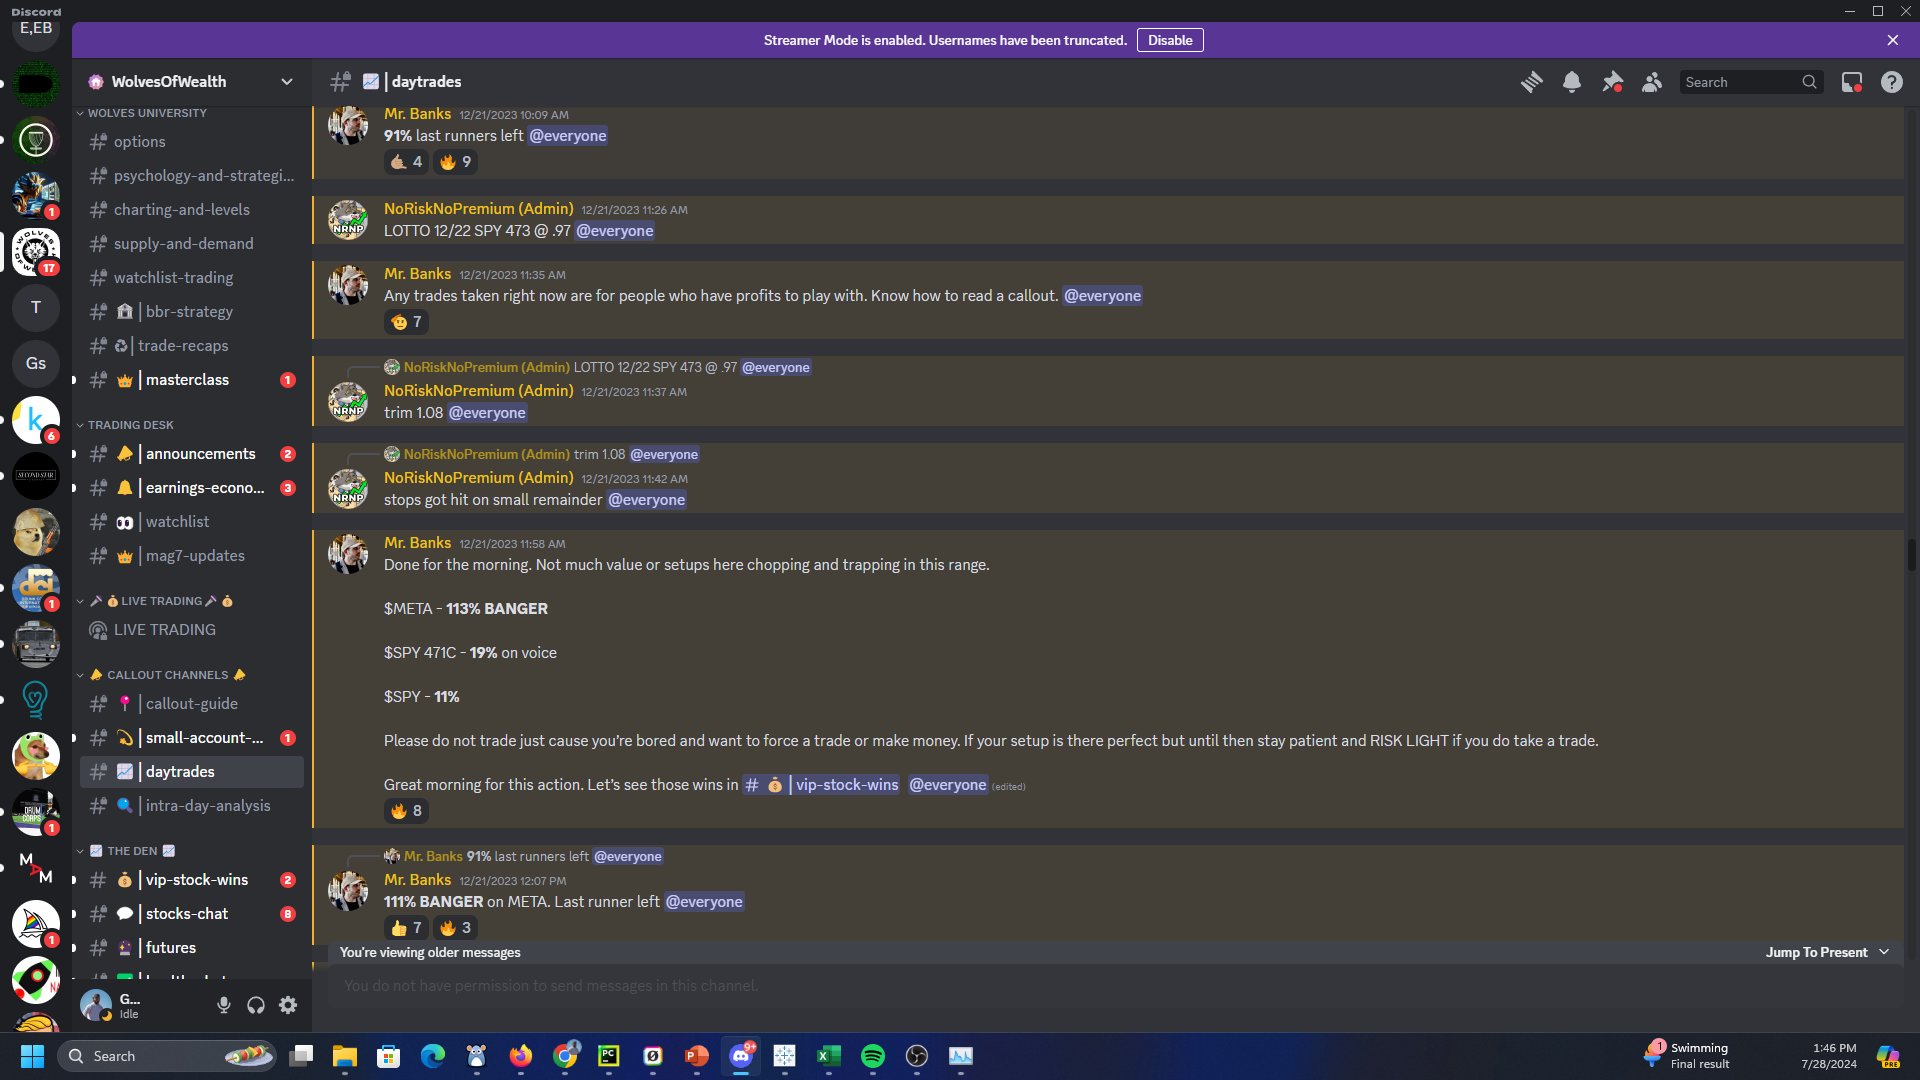 Discord
E,EB
Streamer Mode is enabled. Usernames have been truncated.
Disable
WolvesOfWealth
| daytrades
Search
WOLVES UNIVERSITY
options
psychology-and-strategi...
charting-and-levels
supply-and-demand
watchlist-trading
| bbr-strategy
| trade-recaps
| masterclass 1
TRADING DESK
| announcements 2
| earnings-econo... 3
| watchlist
| mag7-updates
LIVE TRADING
LIVE TRADING
CALLOUT CHANNELS
| callout-guide
| small-account-... 1
| daytrades
| intra-day-analysis
THE DEN
| vip-stock-wins 2
| stocks-chat 8
| futures
1
17
T
Gs
k
6
SECOND STAR
dci
1
DRUM CORPS
1
M A M
1
G...
Idle
Mr. Banks 12/21/2023 10:09 AM
91% last runners left @everyone
4 9
NoRiskNoPremium (Admin) 12/21/2023 11:26 AM
LOTTO 12/22 SPY 473 @ .97 @everyone
NRNP
Mr. Banks 12/21/2023 11:35 AM
Any trades taken right now are for people who have profits to play with. Know how to read a callout. @everyone
7
NoRiskNoPremium (Admin) LOTTO 12/22 SPY 473 @ .97 @everyone
NoRiskNoPremium (Admin) 12/21/2023 11:37 AM
trim 1.08 @everyone
NRNP
NoRiskNoPremium (Admin) trim 1.08 @everyone
NoRiskNoPremium (Admin) 12/21/2023 11:42 AM
stops got hit on small remainder @everyone
NRNP
Mr. Banks 12/21/2023 11:58 AM
Done for the morning. Not much value or setups here chopping and trapping in this range.
$META - 113% BANGER
$SPY 471C - 19% on voice
$SPY - 11%
Please do not trade just cause you’re bored and want to force a trade or make money. If your setup is there perfect but until then stay patient and RISK LIGHT if you do take a trade.
Great morning for this action. Let’s see those wins in # | vip-stock-wins @everyone (edited)
8
Mr. Banks 91% last runners left @everyone
Mr. Banks 12/21/2023 12:07 PM
111% BANGER on META. Last runner left @everyone
7 3
You're viewing older messages
Jump To Present
You do not have permission to send messages in this channel.
Search
PC
9+
1
Swimming
Final result
1:46 PM
7/28/2024
PRE